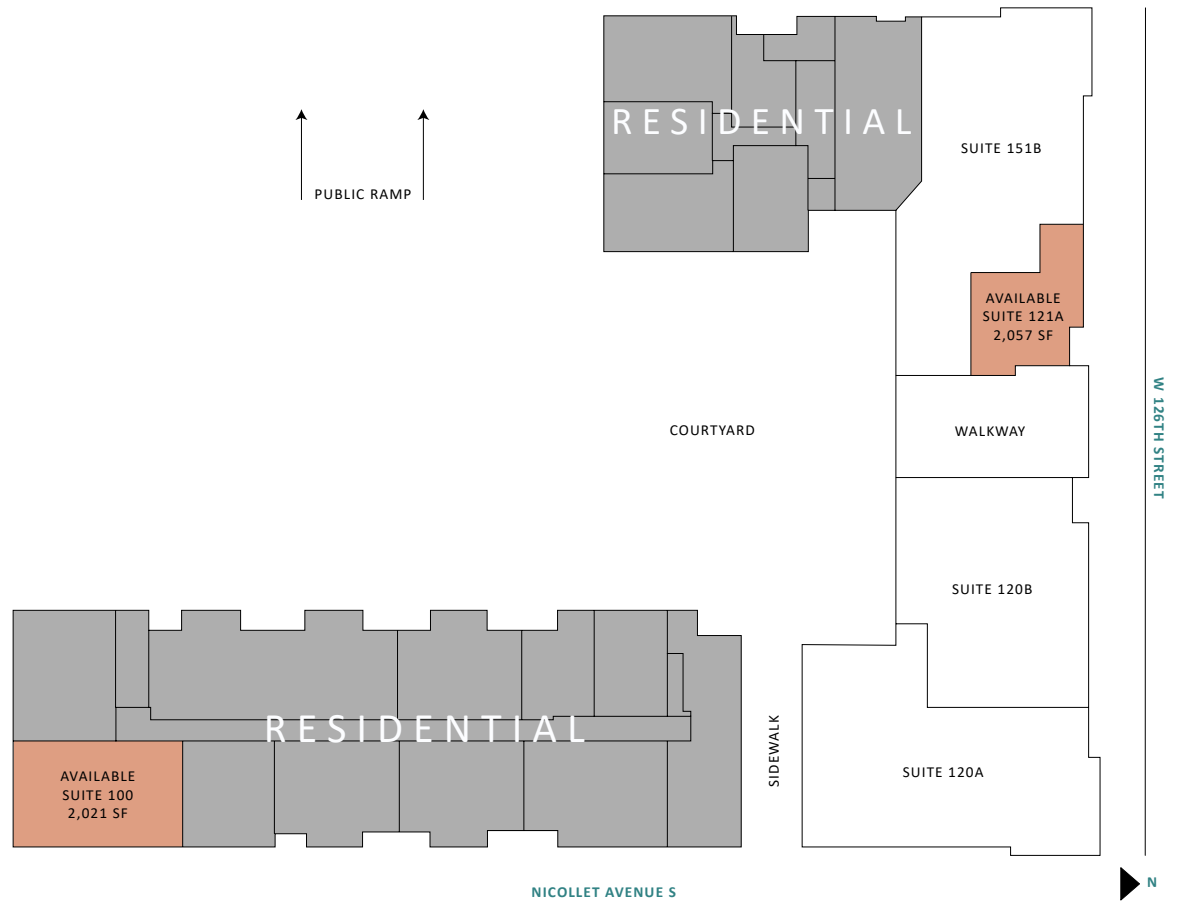 RESIDENTIAL
SUITE 151B
PUBLIC RAMP
AVAILABLE
SUITE 121A
2,057 SF
W 126TH STREET
COURTYARD
WALKWAY
SUITE 120B
RESIDENTIAL
SIDEWALK
SUITE 120A
AVAILABLE
SUITE 100
2,021 SF
NICOLLET AVENUE S
N